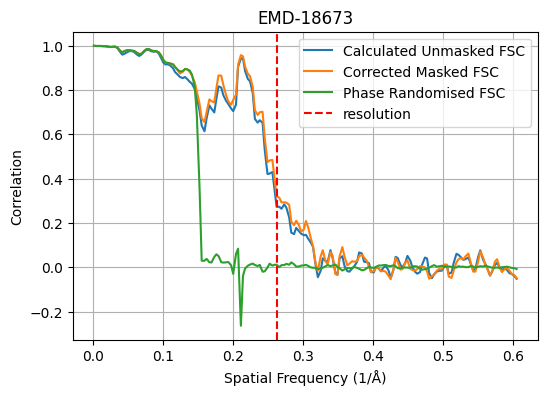 EMD-18673
Calculated Unmasked FSC
Corrected Masked FSC
Phase Randomised FSC
resolution
Correlation
1.0
0.8
0.6
0.4
0.2
0.0
−0.2
0.0 0.1 0.2 0.3 0.4 0.5 0.6
Spatial Frequency (1/Å)